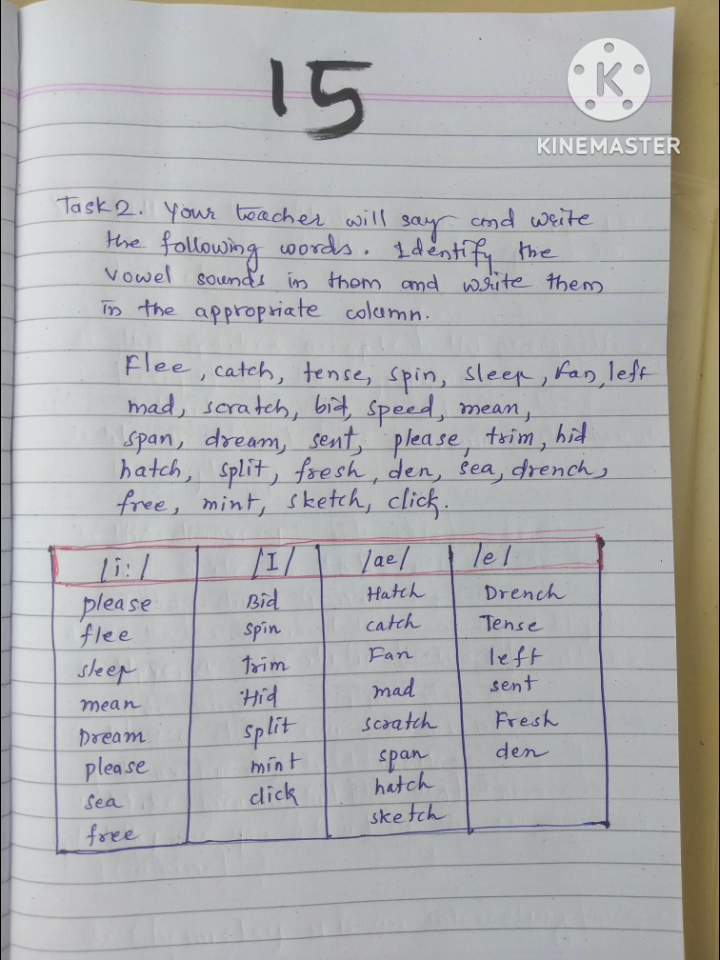 15
KINEMASTER
Task 2. Your teacher will say and write
the following words. Identify the
vowel sounds in them and write them
in the appropriate column.
Flee, catch, tense, spin, sleep, Fan, left
mad, scratch, bid, speed, mean,
span, dream, sent, please, trim, hid
hatch, split, fresh, den, sea, drench,
free, mint, sketch, click.
/i:/ /I/ /ae/ /e/
please Bid Hatch Drench
flee spin catch Tense
sleep trim Fan left
mean Hid mad sent
Dream split scratch Fresh
please mint span den
sea click hatch
free sketch